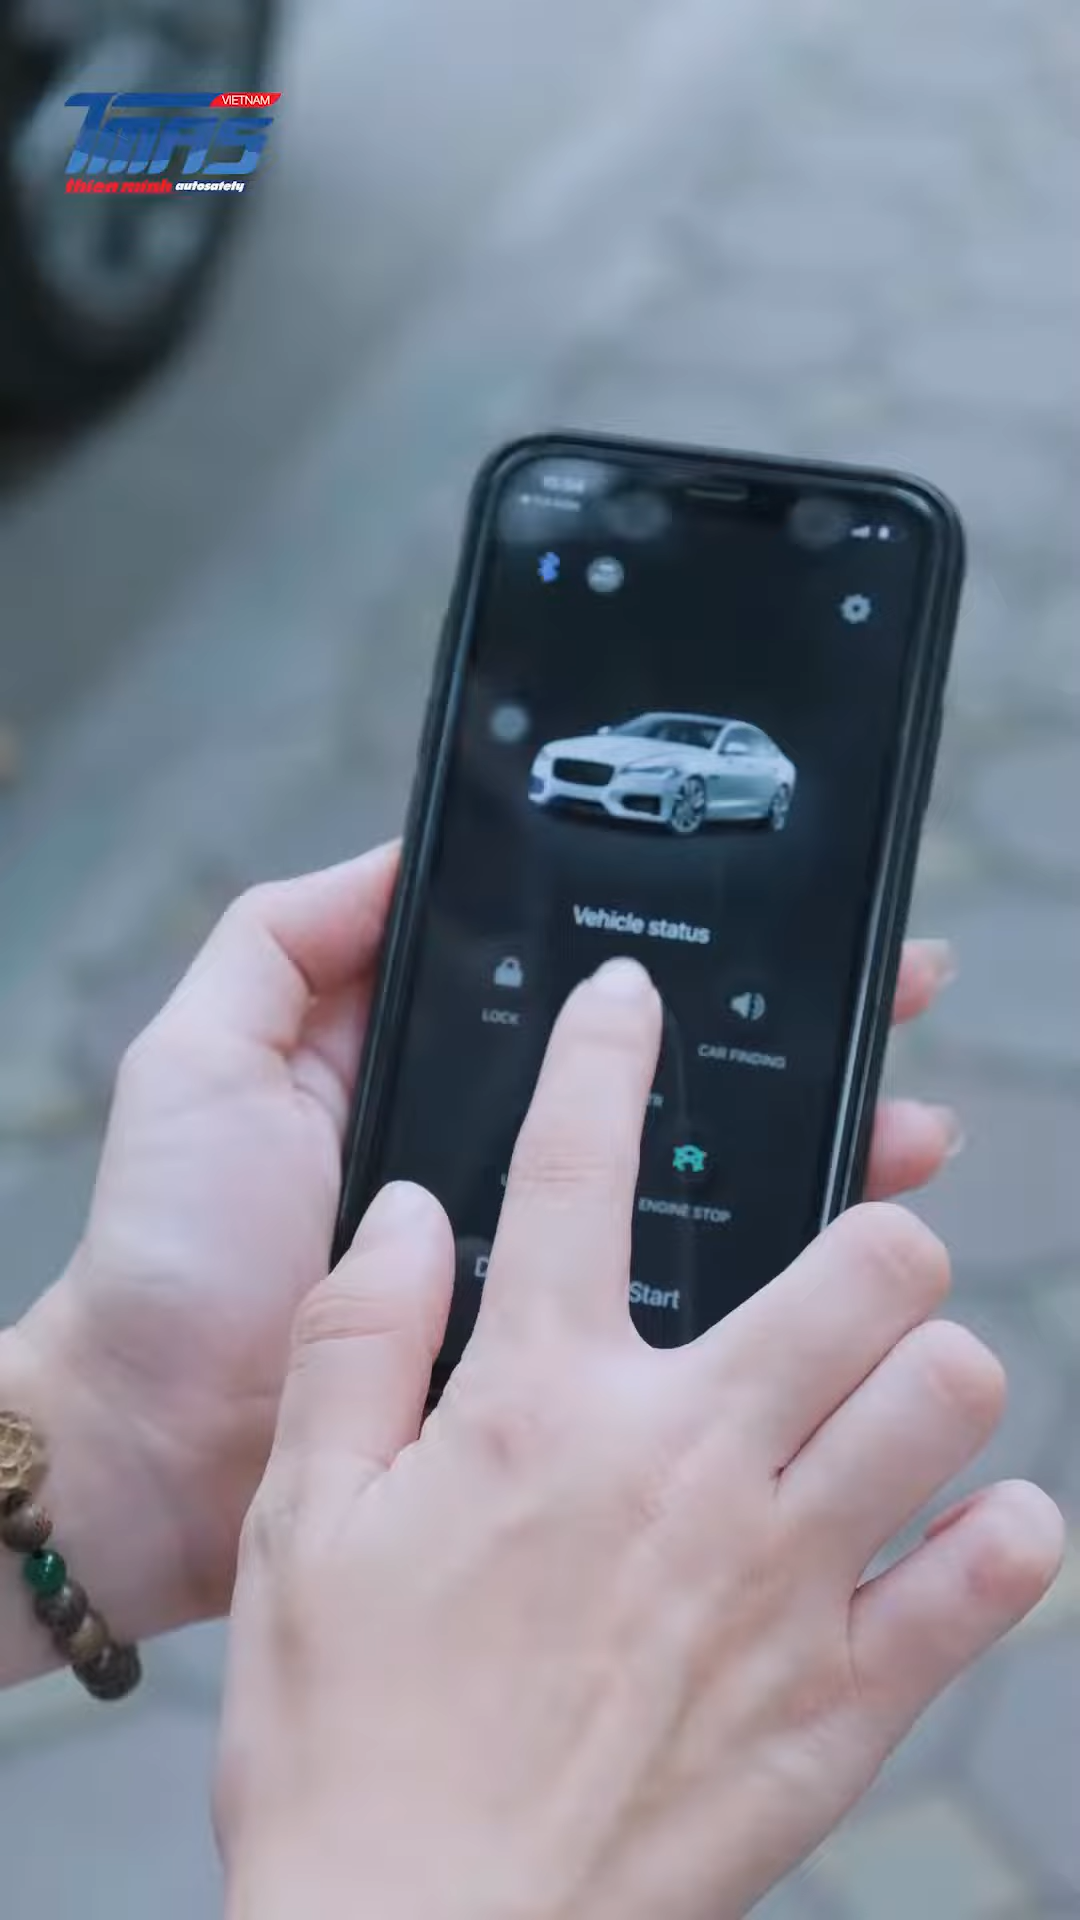 VIETNAM
TMAS
thien minh autosafety
Vehicle status
LOCK
CAR FINDING
ENGINE STOP
Start